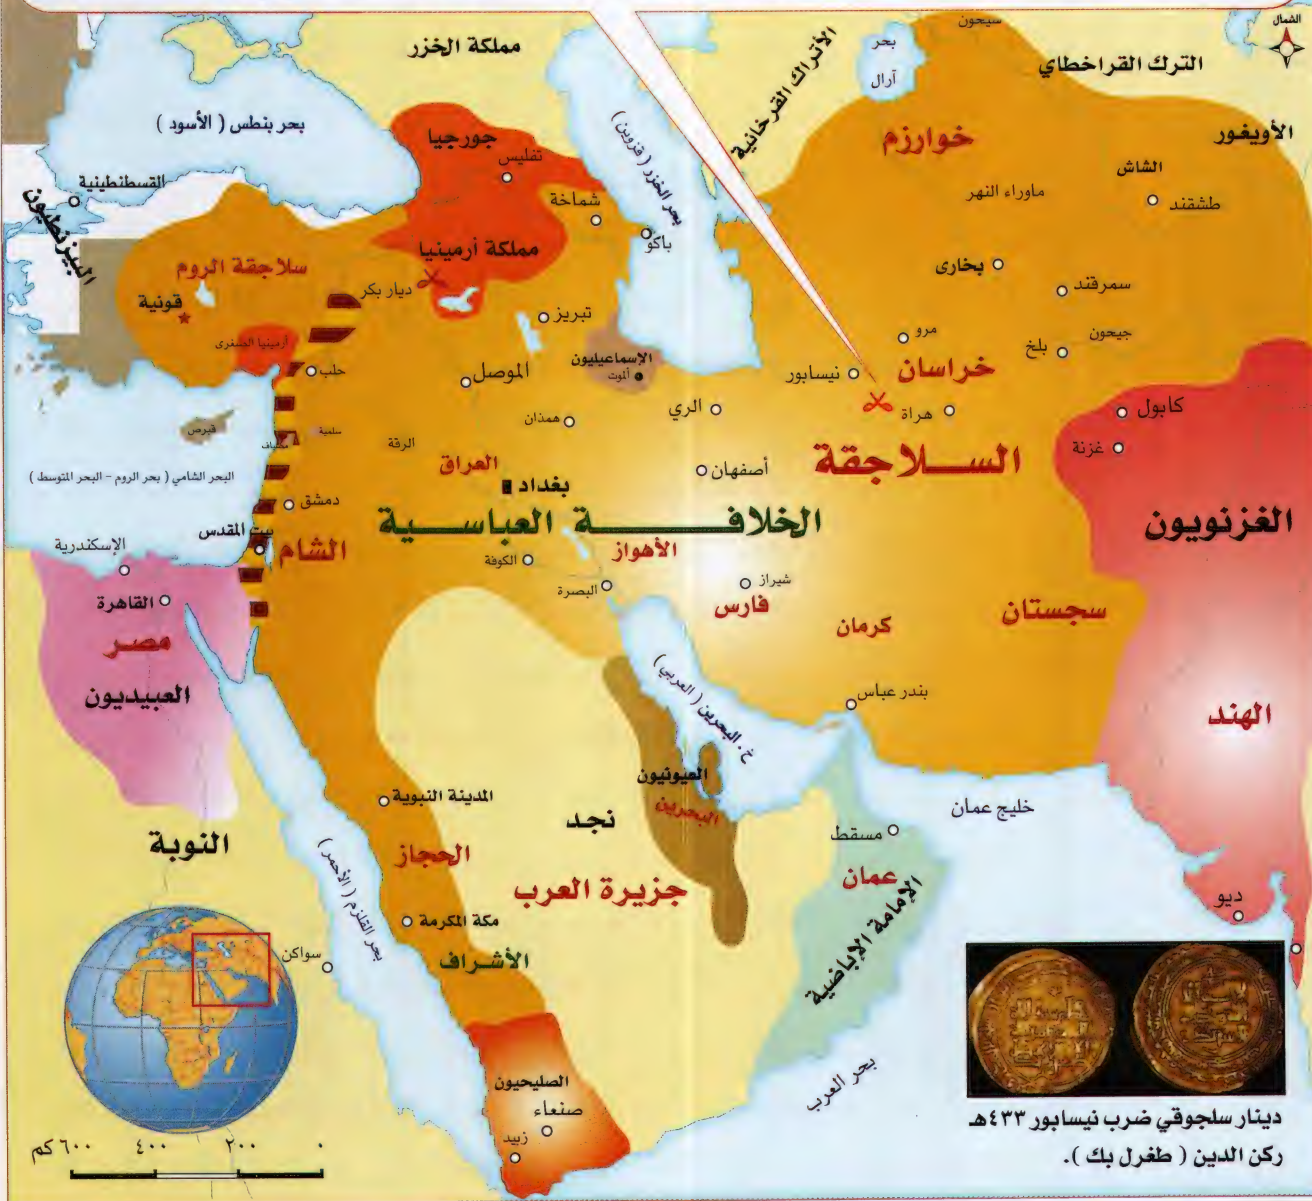 الشمال
سيحون
مملكة الخزر
الأتراك القرخانية
بحر
آرال
الترك القراخطاي
بحر بنطس ( الأسود )
جورجيا
تفليس
بحر الخزر ( قزوين )
خوارزم
الأويغور
الشاش
طشقند
ماوراء النهر
القسطنطينية
البيزنطيون
شماخة
باكو
مملكة أرمينيا
سلاجقة الروم
قونية
ديار بكر
تبريز
بخارى
سمرقند
جيحون
بلخ
مرو
خراسان
نيسابور
هراة
أرمينيا الصغرى
حلب
الموصل
الإسماعيليون
ألموت
الري
همذان
كابول
غزنة
قبرص
سلمية
مصياف
الرقة
العراق
أصفهان
السلاجقة
البحر الشامي ( بحر الروم - البحر المتوسط )
دمشق
بغداد
الخلافة العباسية
الغزنويون
بيت المقدس
الشام
الأهواز
الكوفة
البصرة
شيراز
فارس
كرمان
سجستان
الإسكندرية
القاهرة
مصر
العبيديون
بندر عباس
الهند
خ. البحرين ( العربي )
العيونيون
البحرين
المدينة النبوية
نجد
خليج عمان
مسقط
عمان
الإمامة الإباضية
النوبة
الحجاز
جزيرة العرب
بحر القلزم ( الأحمر )
مكة المكرمة
الأشراف
سواكن
ديو
الصليحيون
صنعاء
زبيد
بحر العرب
دينار سلجوقي ضرب نيسابور ٤٣٣هـ
ركن الدين ( طغرل بك ).
٠ ٢٠٠ ٤٠٠ ٦٠٠ كم